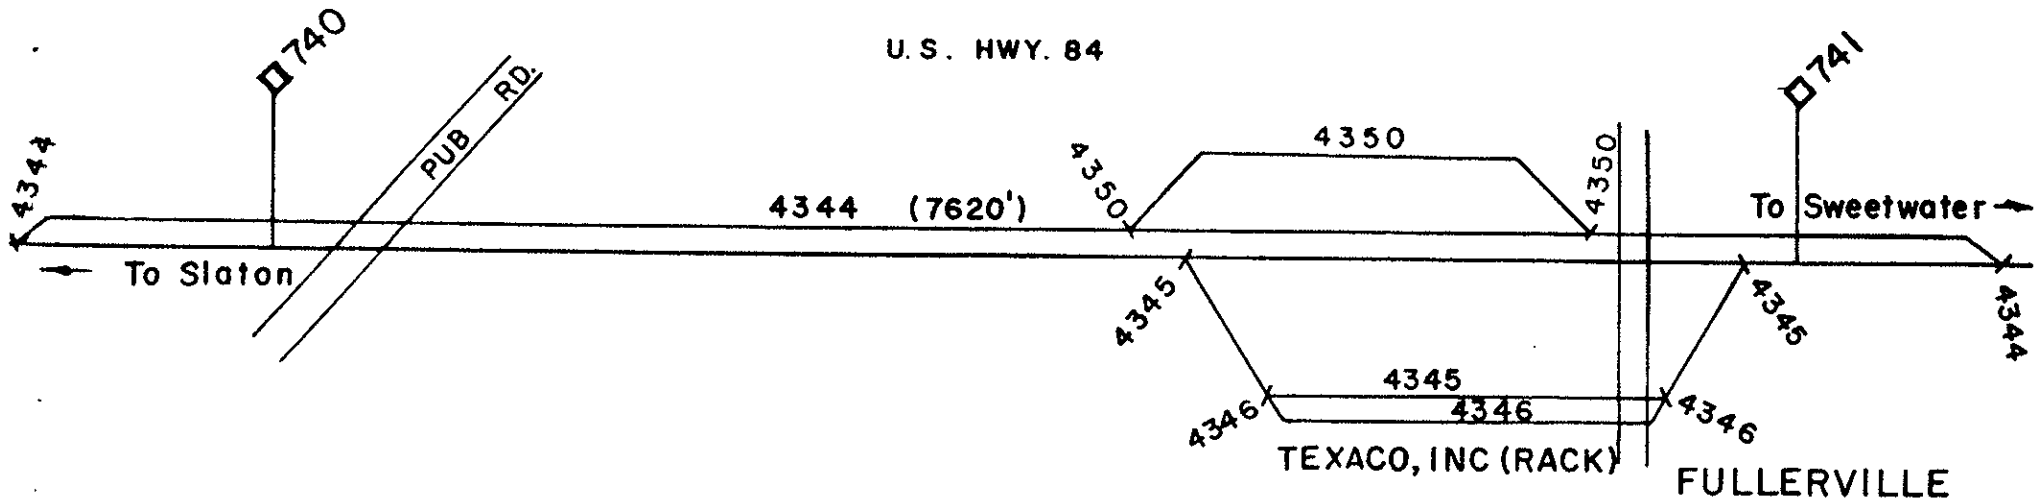 740
U.S. HWY. 84
741
PUB RD.
4344
4350
4350
4350
4344 (7620')
To Sweetwater
To Slaton
4345
4345
4344
4345
4346
4346
4346
TEXACO, INC (RACK)
FULLERVILLE